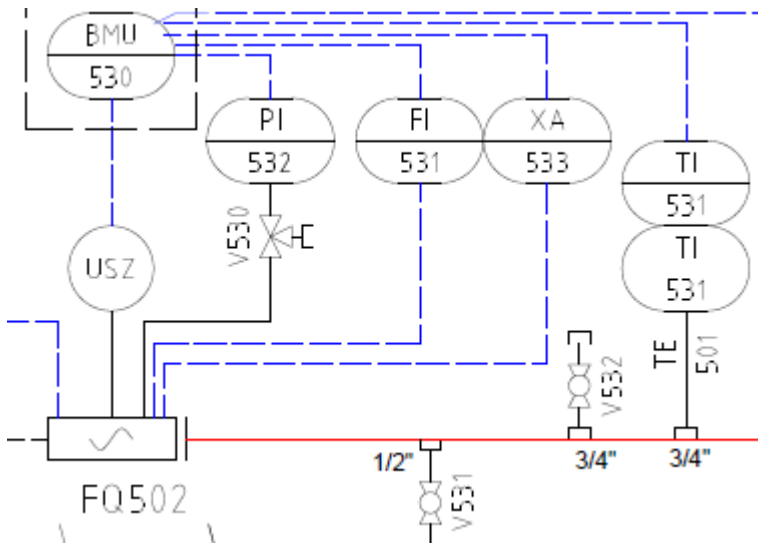 BMU
530
PI
532
FI
531
XA
533
TI
531
TI
531
V530
USZ
TE
501
V532
1/2"
3/4"
3/4"
V531
FQ502